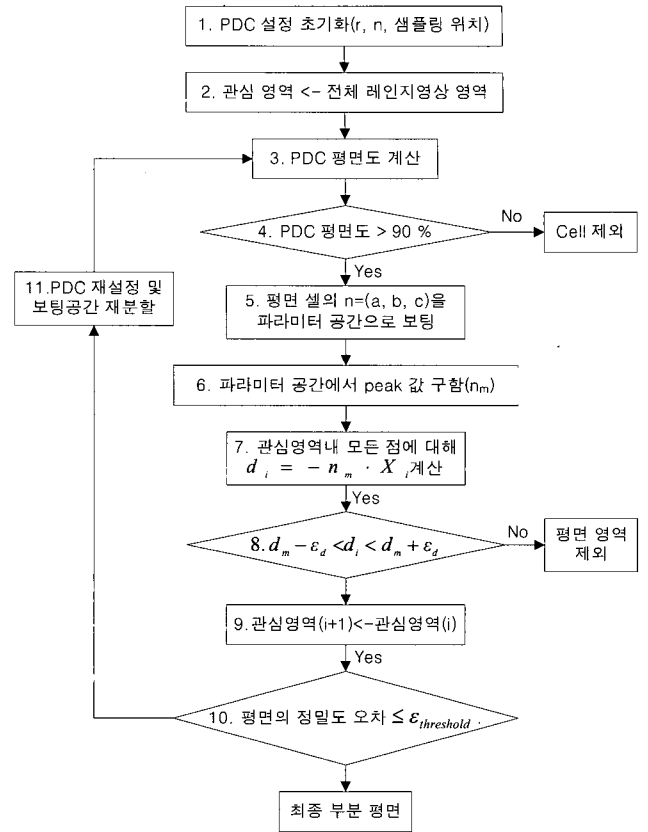 1. PDC 설정 초기화(r, n, 샘플링 위치)
2. 관심 영역 <- 전체 레인지영상 영역
3. PDC 평면도 계산
4. PDC 평면도 > 90 %
No
Cell 제외
Yes
11.PDC 재설정 및
보팅공간 재분할
5. 평면 셀의 n=(a, b, c)을
파라미터 공간으로 보팅
6. 파라미터 공간에서 peak 값 구함(nₘ)
7. 관심영역내 모든 점에 대해
d_i = − n_m · X_i 계산
Yes
8. d_m − ε_d < d_i < d_m + ε_d
No
평면 영역
제외
9.관심영역(i+1)<-관심영역(i)
Yes
10. 평면의 정밀도 오차 ≤ ε_threshold
최종 부분 평면